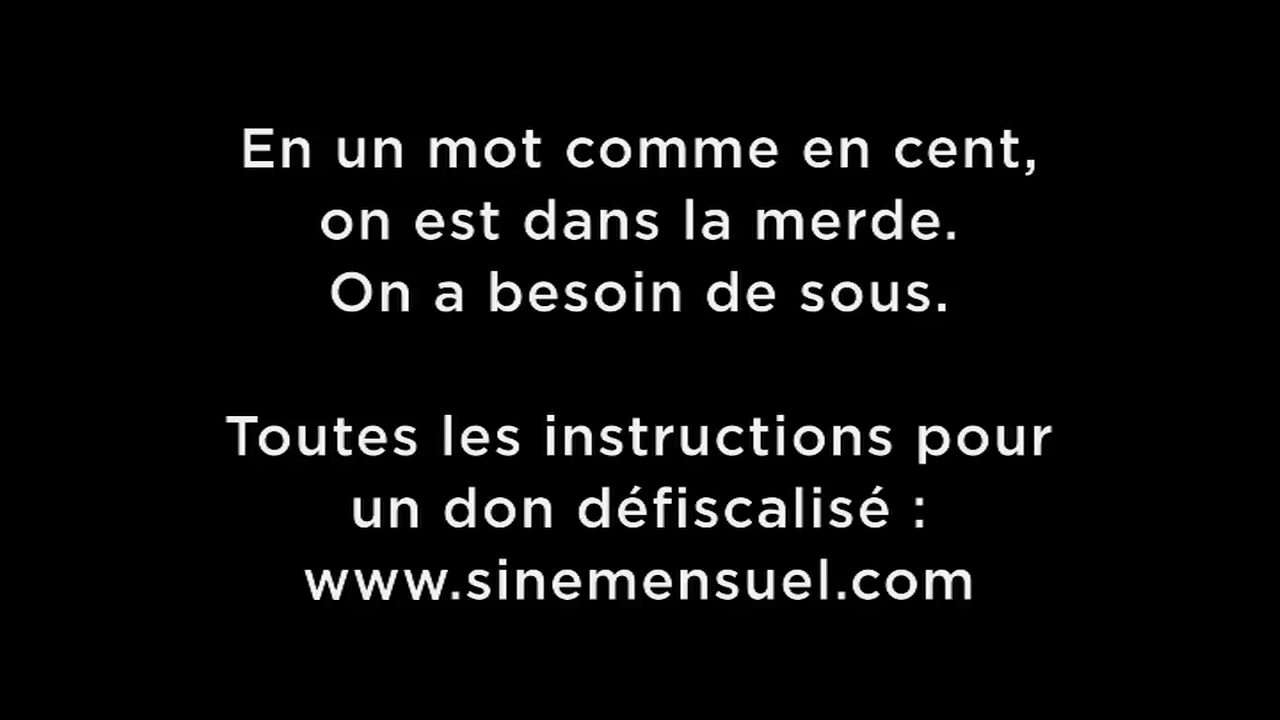 En un mot comme en cent,
on est dans la merde.
On a besoin de sous.
Toutes les instructions pour
un don défiscalisé :
www.sinemensuel.com